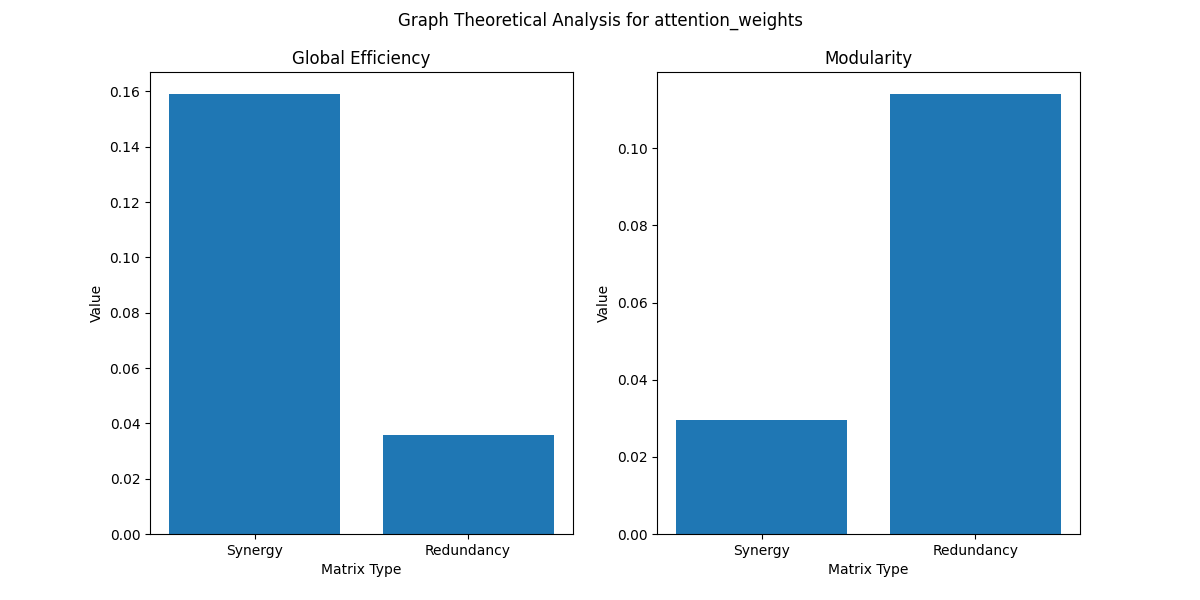 Graph Theoretical Analysis for attention_weights
Global Efficiency
Value
0.16
0.14
0.12
0.10
0.08
0.06
0.04
0.02
0.00
Synergy
Redundancy
Matrix Type
Modularity
Value
0.10
0.08
0.06
0.04
0.02
0.00
Synergy
Redundancy
Matrix Type